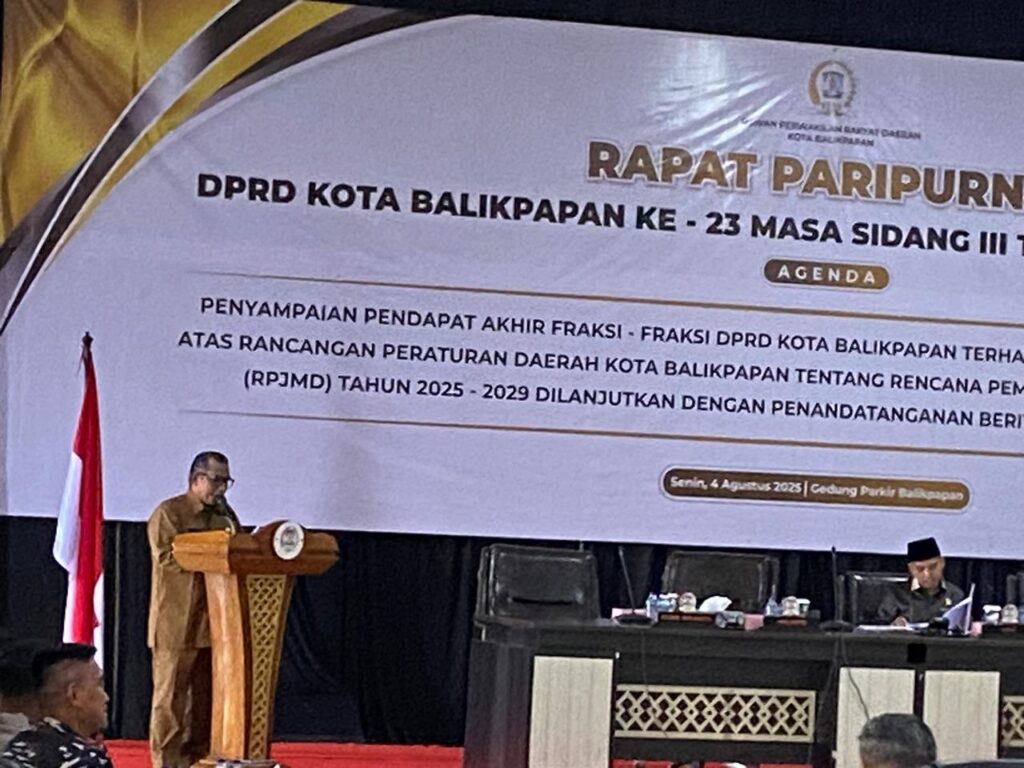 DEWAN PERWAKILAN RAKYAT DAERAH
KOTA BALIKPAPAN
RAPAT PARIPURN
DPRD KOTA BALIKPAPAN KE - 23 MASA SIDANG III T
AGENDA
PENYAMPAIAN PENDAPAT AKHIR FRAKSI - FRAKSI DPRD KOTA BALIKPAPAN TERHA
ATAS RANCANGAN PERATURAN DAERAH KOTA BALIKPAPAN TENTANG RENCANA PEM
(RPJMD) TAHUN 2025 - 2029 DILANJUTKAN DENGAN PENANDATANGANAN BERI
Senin, 4 Agustus 2025 | Gedung Parkir Balikpapan